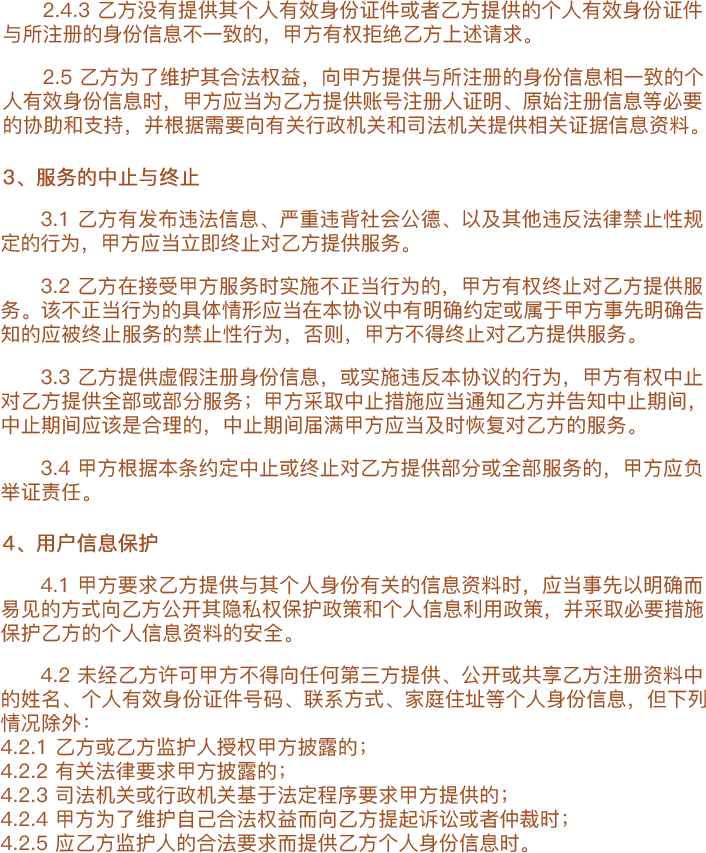 2.4.3 乙方没有提供其个人有效身份证件或者乙方提供的个人有效身份证件
与所注册的身份信息不一致的，甲方有权拒绝乙方上述请求。
2.5 乙方为了维护其合法权益，向甲方提供与所注册的身份信息相一致的个
人有效身份信息时，甲方应当为乙方提供账号注册人证明、原始注册信息等必要
的协助和支持，并根据需要向有关行政机关和司法机关提供相关证据信息资料。
3、服务的中止与终止
3.1 乙方有发布违法信息、严重违背社会公德、以及其他违反法律禁止性规
定的行为，甲方应当立即终止对乙方提供服务。
3.2 乙方在接受甲方服务时实施不正当行为的，甲方有权终止对乙方提供服
务。该不正当行为的具体情形应当在本协议中有明确约定或属于甲方事先明确告
知的应被终止服务的禁止性行为，否则，甲方不得终止对乙方提供服务。
3.3 乙方提供虚假注册身份信息，或实施违反本协议的行为，甲方有权中止
对乙方提供全部或部分服务；甲方采取中止措施应当通知乙方并告知中止期间，
中止期间应该是合理的，中止期间届满甲方应当及时恢复对乙方的服务。
3.4 甲方根据本条约定中止或终止对乙方提供部分或全部服务的，甲方应负
举证责任。
4、用户信息保护
4.1 甲方要求乙方提供与其个人身份有关的信息资料时，应当事先以明确而
易见的方式向乙方公开其隐私权保护政策和个人信息利用政策，并采取必要措施
保护乙方的个人信息资料的安全。
4.2 未经乙方许可甲方不得向任何第三方提供、公开或共享乙方注册资料中
的姓名、个人有效身份证件号码、联系方式、家庭住址等个人身份信息，但下列
情况除外：
4.2.1 乙方或乙方监护人授权甲方披露的；
4.2.2 有关法律要求甲方披露的；
4.2.3 司法机关或行政机关基于法定程序要求甲方提供的；
4.2.4 甲方为了维护自己合法权益而向乙方提起诉讼或者仲裁时；
4.2.5 应乙方监护人的合法要求而提供乙方个人身份信息时。